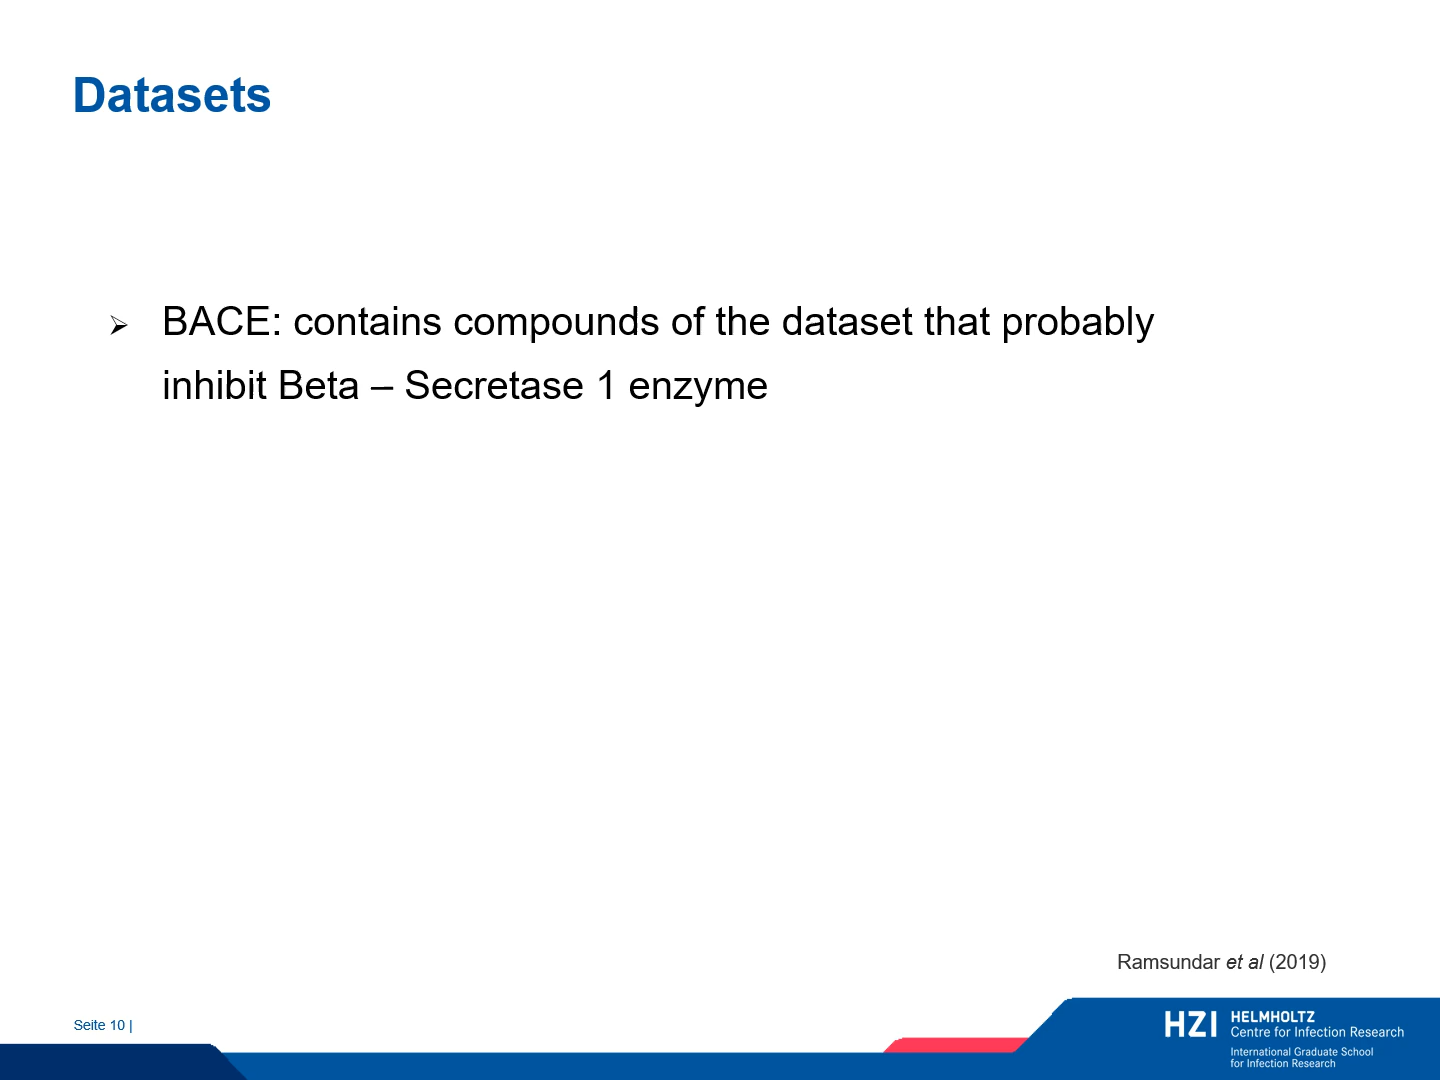 Datasets
BACE: contains compounds of the dataset that probably
inhibit Beta – Secretase 1 enzyme
Ramsundar et al (2019)
Seite 10 |
HZI
HELMHOLTZ
Centre for Infection Research
International Graduate School
for Infection Research